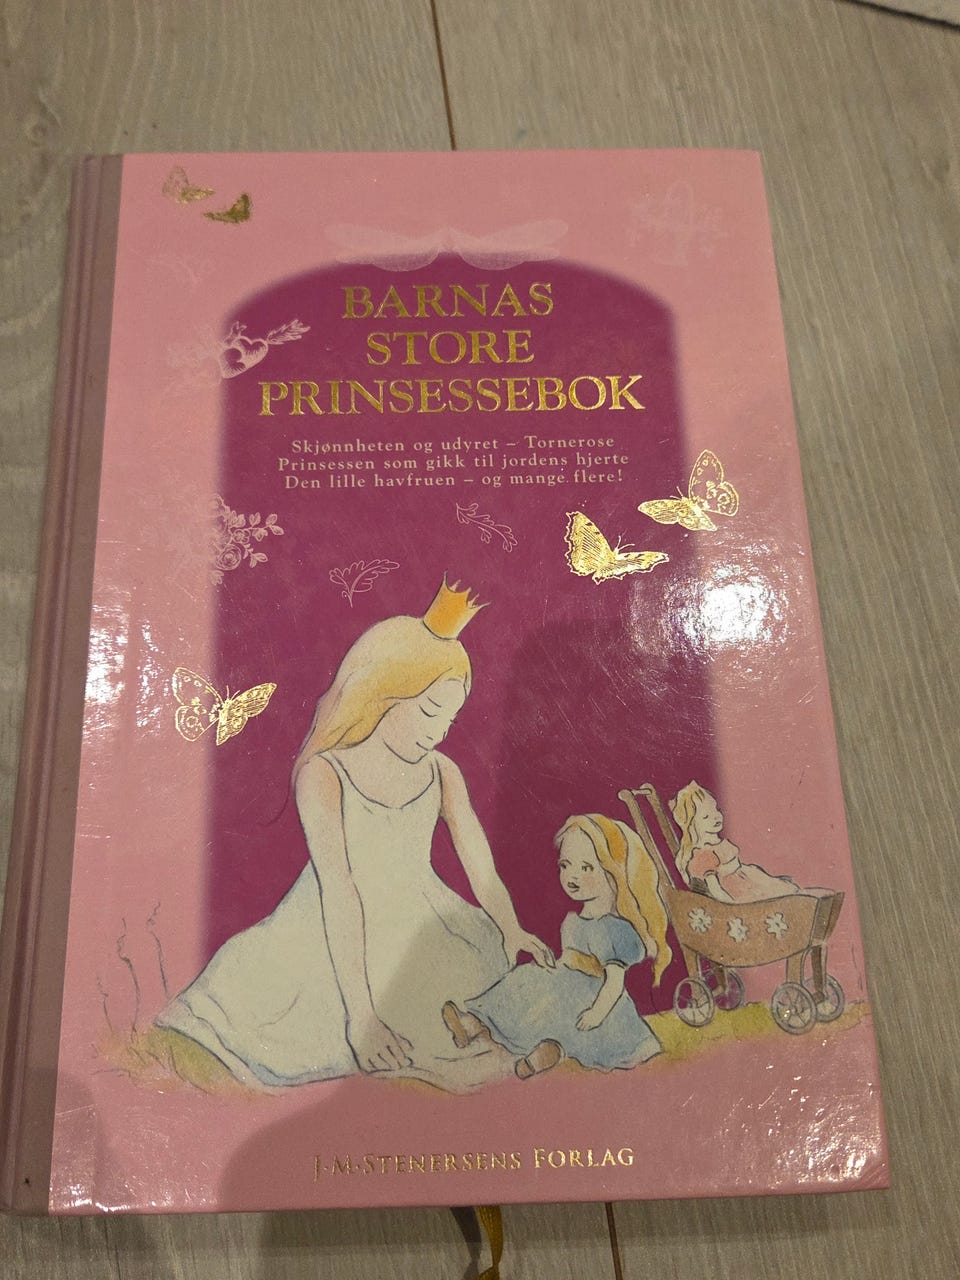 BARNAS
STORE
PRINSESSEBOK
Skjønnheten og udyret – Tornerose
Prinsessen som gikk til jordens hjerte
Den lille havfruen – og mange flere!
J·M·STENERSENS FORLAG